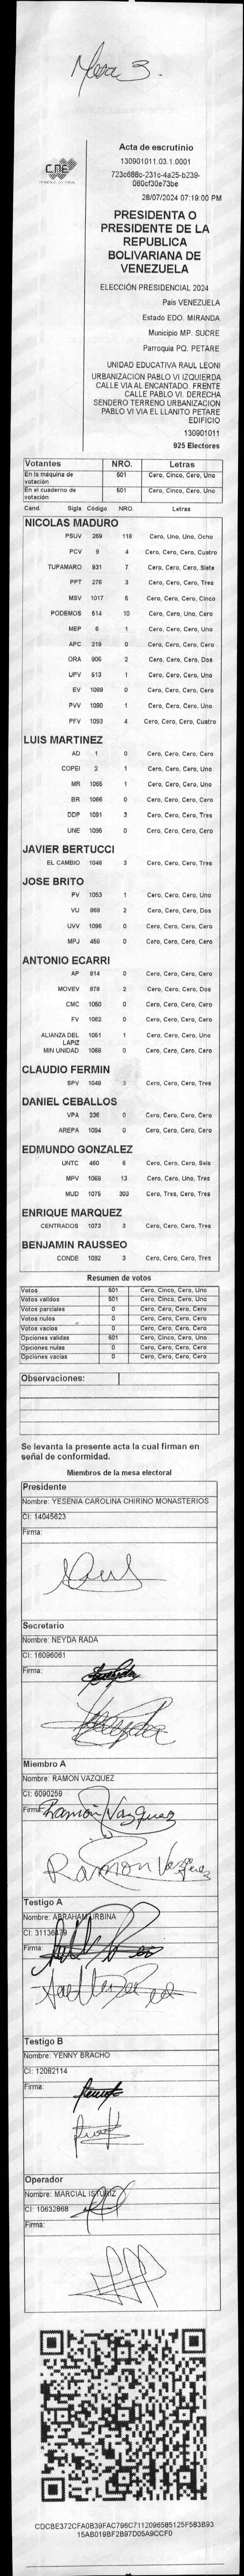 Mesa 3.
CNE
Acta de escrutinio
130901011.03.1.0001
723c688c-231c-4a25-b239-
060cf30e73be
28/07/2024 07:19:00 PM
PRESIDENTA O
PRESIDENTE DE LA
REPUBLICA
BOLIVARIANA DE
VENEZUELA
ELECCIÓN PRESIDENCIAL 2024
Pais VENEZUELA
Estado EDO. MIRANDA
Municipio MP. SUCRE
Parroquia PQ. PETARE
UNIDAD EDUCATIVA RAUL LEONI
URBANIZACION PABLO VI IZQUIERDA
CALLE VIA AL ENCANTADO. FRENTE
CALLE PABLO VI. DERECHA
SENDERO TERRENO URBANIZACION
PABLO VI VIA EL LLANITO PETARE
EDIFICIO
130901011
925 Electores
Votantes NRO. Letras
En la máquina de votación 501 Cero, Cinco, Cero, Uno
En el cuaderno de votación 501 Cero, Cinco, Cero, Uno
Cand. Sigla Código NRO. Letras
NICOLAS MADURO
PSUV 269 118 Cero, Uno, Uno, Ocho
PCV 9 4 Cero, Cero, Cero, Cuatro
TUPAMARO 931 7 Cero, Cero, Cero, Siete
PPT 276 3 Cero, Cero, Cero, Tres
MSV 1017 5 Cero, Cero, Cero, Cinco
PODEMOS 514 10 Cero, Cero, Uno, Cero
MEP 6 1 Cero, Cero, Cero, Uno
APC 219 0 Cero, Cero, Cero, Cero
ORA 906 2 Cero, Cero, Cero, Dos
UPV 513 1 Cero, Cero, Cero, Uno
EV 1089 0 Cero, Cero, Cero, Cero
PVV 1090 1 Cero, Cero, Cero, Uno
PFV 1093 4 Cero, Cero, Cero, Cuatro
LUIS MARTINEZ
AD 1 0 Cero, Cero, Cero, Cero
COPEI 2 1 Cero, Cero, Cero, Uno
MR 1065 1 Cero, Cero, Cero, Uno
BR 1066 0 Cero, Cero, Cero, Cero
DDP 1091 3 Cero, Cero, Cero, Tres
UNE 1095 0 Cero, Cero, Cero, Cero
JAVIER BERTUCCI
EL CAMBIO 1048 3 Cero, Cero, Cero, Tres
JOSE BRITO
PV 1053 1 Cero, Cero, Cero, Uno
VU 868 2 Cero, Cero, Cero, Dos
UVV 1096 0 Cero, Cero, Cero, Cero
MPJ 458 0 Cero, Cero, Cero, Cero
ANTONIO ECARRI
AP 814 0 Cero, Cero, Cero, Cero
MOVEV 878 2 Cero, Cero, Cero, Dos
CMC 1050 0 Cero, Cero, Cero, Cero
FV 1062 0 Cero, Cero, Cero, Cero
ALIANZA DEL LAPIZ 1051 1 Cero, Cero, Cero, Uno
MIN UNIDAD 1068 0 Cero, Cero, Cero, Cero
CLAUDIO FERMIN
SPV 1049 3 Cero, Cero, Cero, Tres
DANIEL CEBALLOS
VPA 236 0 Cero, Cero, Cero, Cero
AREPA 1094 0 Cero, Cero, Cero, Cero
EDMUNDO GONZALEZ
UNTC 460 6 Cero, Cero, Cero, Seis
MPV 1069 13 Cero, Cero, Uno, Tres
MUD 1075 303 Cero, Tres, Cero, Tres
ENRIQUE MARQUEZ
CENTRADOS 1073 3 Cero, Cero, Cero, Tres
BENJAMIN RAUSSEO
CONDE 1092 3 Cero, Cero, Cero, Tres
Resumen de votos
Votos 501 Cero, Cinco, Cero, Uno
Votos validos 501 Cero, Cinco, Cero, Uno
Votos parciales 0 Cero, Cero, Cero, Cero
Votos nulos 0 Cero, Cero, Cero, Cero
Votos vacios 0 Cero, Cero, Cero, Cero
Opciones validas 501 Cero, Cinco, Cero, Uno
Opciones nulas 0 Cero, Cero, Cero, Cero
Opciones vacias 0 Cero, Cero, Cero, Cero
Observaciones:
Se levanta la presente acta la cual firman en
señal de conformidad.
Miembros de la mesa electoral
Presidente
Nombre: YESENIA CAROLINA CHIRINO MONASTERIOS
CI: 14045623
Firma:
Secretario
Nombre: NEYDA RADA
CI: 16096061
Firma:
Miembro A
Nombre: RAMON VAZQUEZ
CI: 6090259
Firma: Ramon Vazquez
Ramon Vazquez
Testigo A
Nombre: ABRAHAM URBINA
CI:
Firma:
Testigo B
Nombre: YENNY BRACHO
CI: 12082114
Firma:
Operador
Nombre: MARCIAL ISTURIZ
CI: 10632868
Firma:
CDCBE372CFA0B39FAC796C7112096585125F583B93
15AB019BF2B97D05A9CCF0